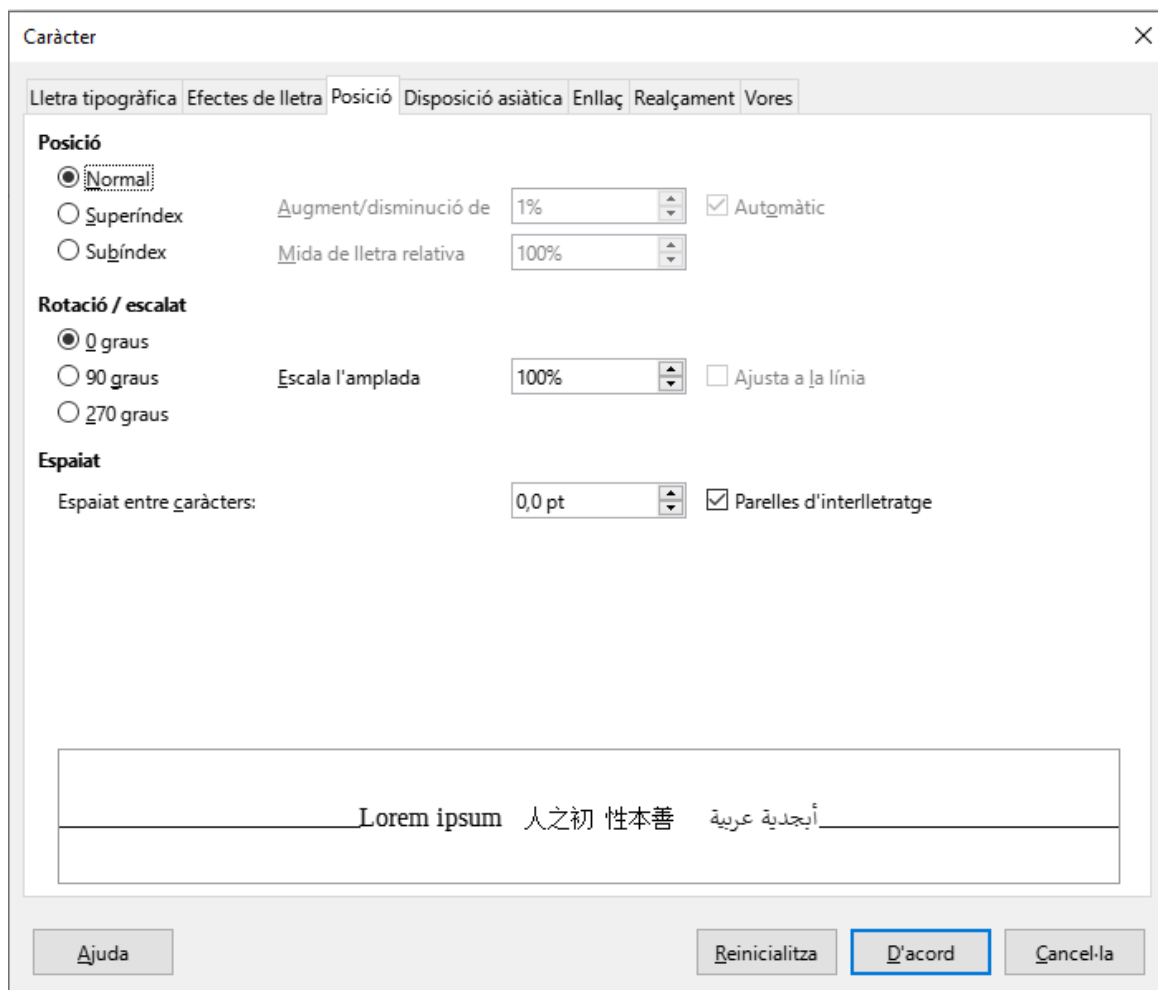 Caràcter
Lletra tipogràfica Efectes de lletra Posició Disposició asiàtica Enllaç Realçament Vores
Posició
Normal
Superíndex Augment/disminució de 1% Automàtic
Subíndex Mida de lletra relativa 100%
Rotació / escalat
0 graus
90 graus Escala l'amplada 100% Ajusta a la línia
270 graus
Espaiat
Espaiat entre caràcters: 0,0 pt Parelles d'interlletratge
Lorem ipsum 人之初 性本善 أبجدية عربية
Ajuda Reinicialitza D'acord Cancel·la